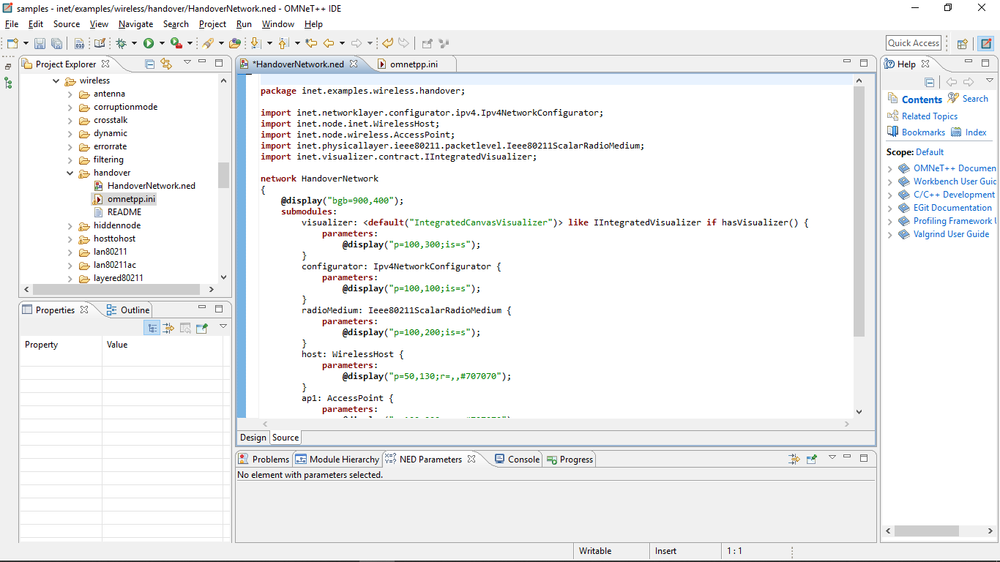 samples - inet/examples/wireless/handover/HandoverNetwork.ned - OMNeT++ IDE
File Edit Source View Navigate Search Project Run Window Help
Quick Access
Project Explorer
wireless
antenna
corruptionmode
crosstalk
dynamic
errorrate
filtering
handover
HandoverNetwork.ned
omnetpp.ini
README
hiddennode
hosttohost
lan80211
lan80211ac
layered80211
Properties Outline
Property Value
*HandoverNetwork.ned omnetpp.ini
package inet.examples.wireless.handover;
import inet.networklayer.configurator.ipv4.Ipv4NetworkConfigurator;
import inet.node.inet.WirelessHost;
import inet.node.wireless.AccessPoint;
import inet.physicallayer.ieee80211.packetlevel.Ieee80211ScalarRadioMedium;
import inet.visualizer.contract.IIntegratedVisualizer;
network HandoverNetwork
{
@display("bgb=900,400");
submodules:
visualizer: <default("IntegratedCanvasVisualizer")> like IIntegratedVisualizer if hasVisualizer() {
parameters:
@display("p=100,300;is=s");
}
configurator: Ipv4NetworkConfigurator {
parameters:
@display("p=100,100;is=s");
}
radioMedium: Ieee80211ScalarRadioMedium {
parameters:
@display("p=100,200;is=s");
}
host: WirelessHost {
parameters:
@display("p=50,130;r=,,#707070");
}
ap1: AccessPoint {
parameters:
Design Source
Problems Module Hierarchy NED Parameters Console Progress
No element with parameters selected.
Help
Contents Search
Related Topics
Bookmarks Index
Scope: Default
OMNeT++ Documen
Workbench User Guid
C/C++ Development
EGit Documentation
Profiling Framework U
Valgrind User Guide
Writable Insert 1 : 1